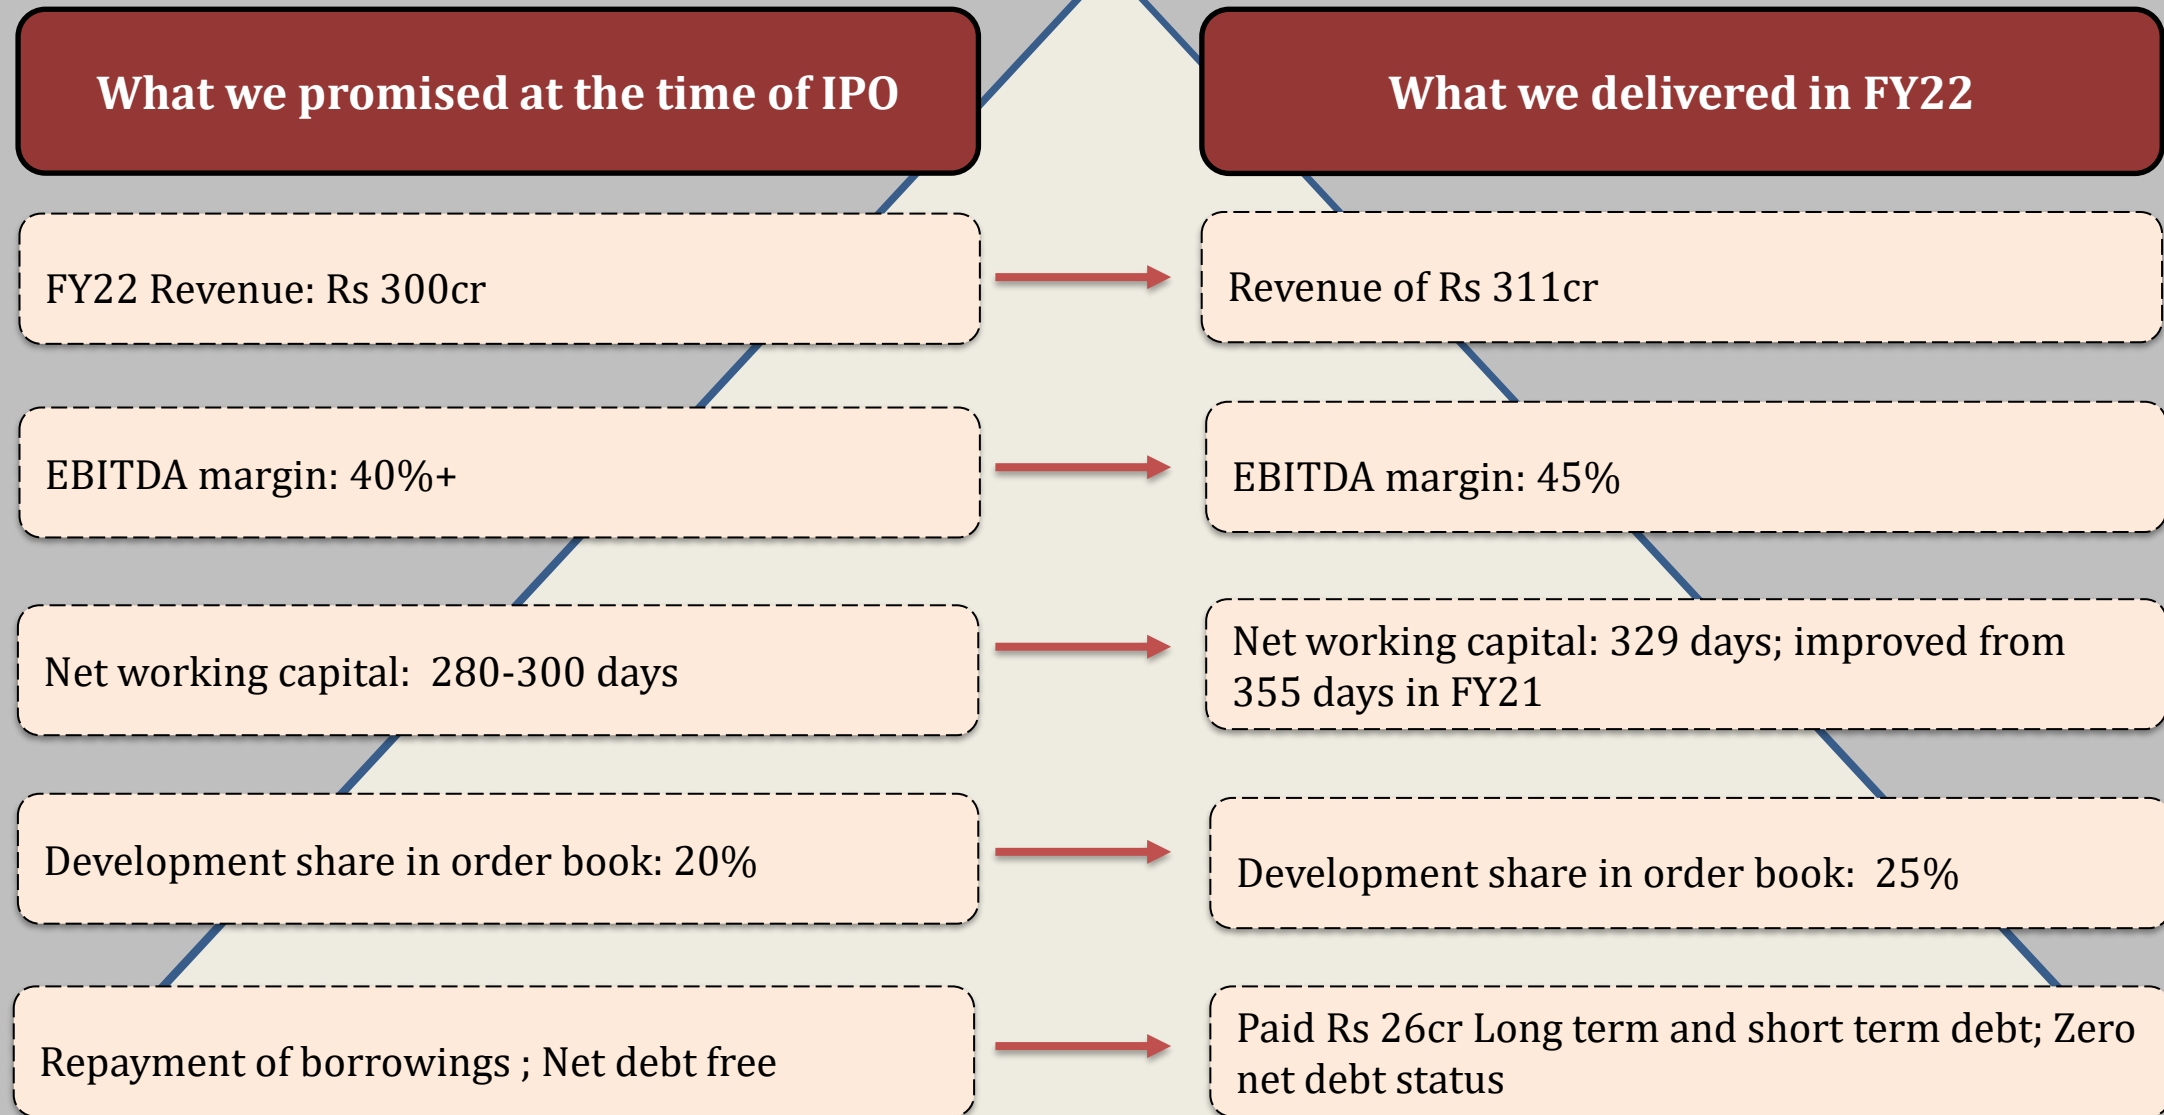 What we promised at the time of IPO
What we delivered in FY22
FY22 Revenue: Rs 300cr
Revenue of Rs 311cr
EBITDA margin: 40%+
EBITDA margin: 45%
Net working capital:  280-300 days
Net working capital: 329 days; improved from
355 days in FY21
Development share in order book: 20%
Development share in order book:  25%
Repayment of borrowings ; Net debt free
Paid Rs 26cr Long term and short term debt; Zero
net debt status